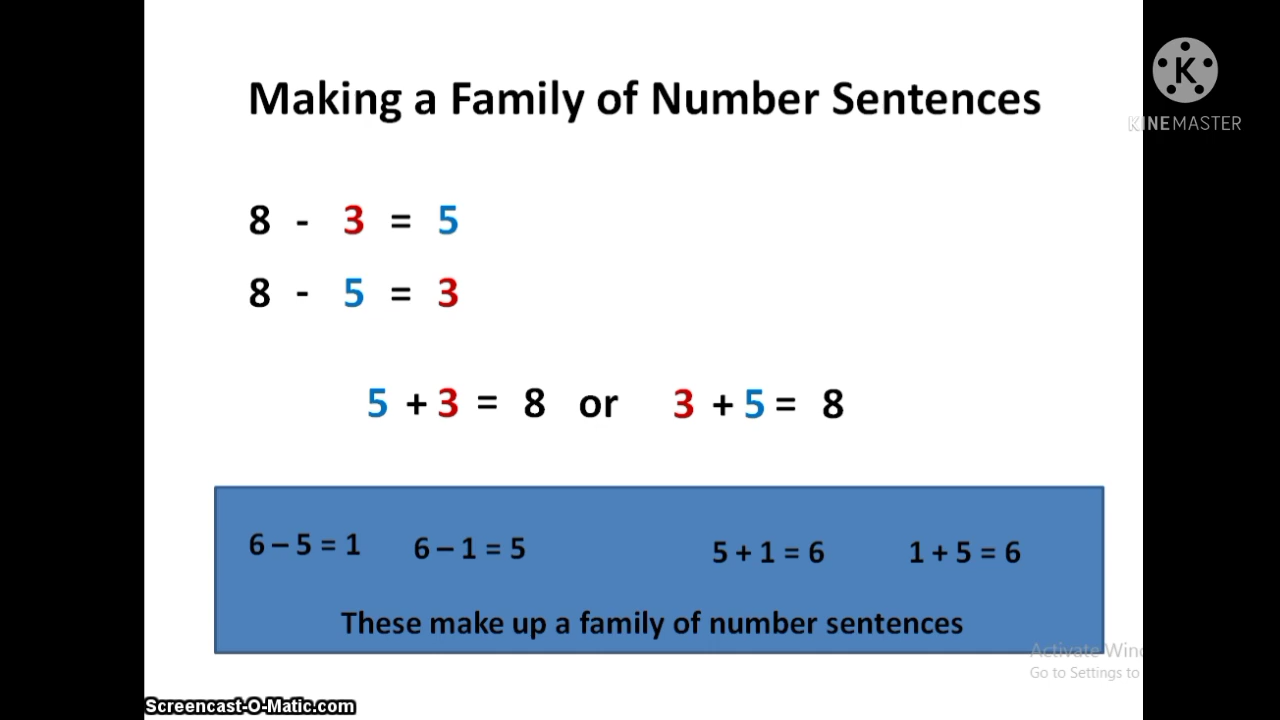 Making a Family of Number Sentences
K
KINEMASTER
8 - 3 = 5
8 - 5 = 3
5 + 3 = 8 or 3 + 5 = 8
6 – 5 = 1 6 – 1 = 5 5 + 1 = 6 1 + 5 = 6
These make up a family of number sentences
Activate Wind
Go to Settings to
Screencast-O-Matic.com